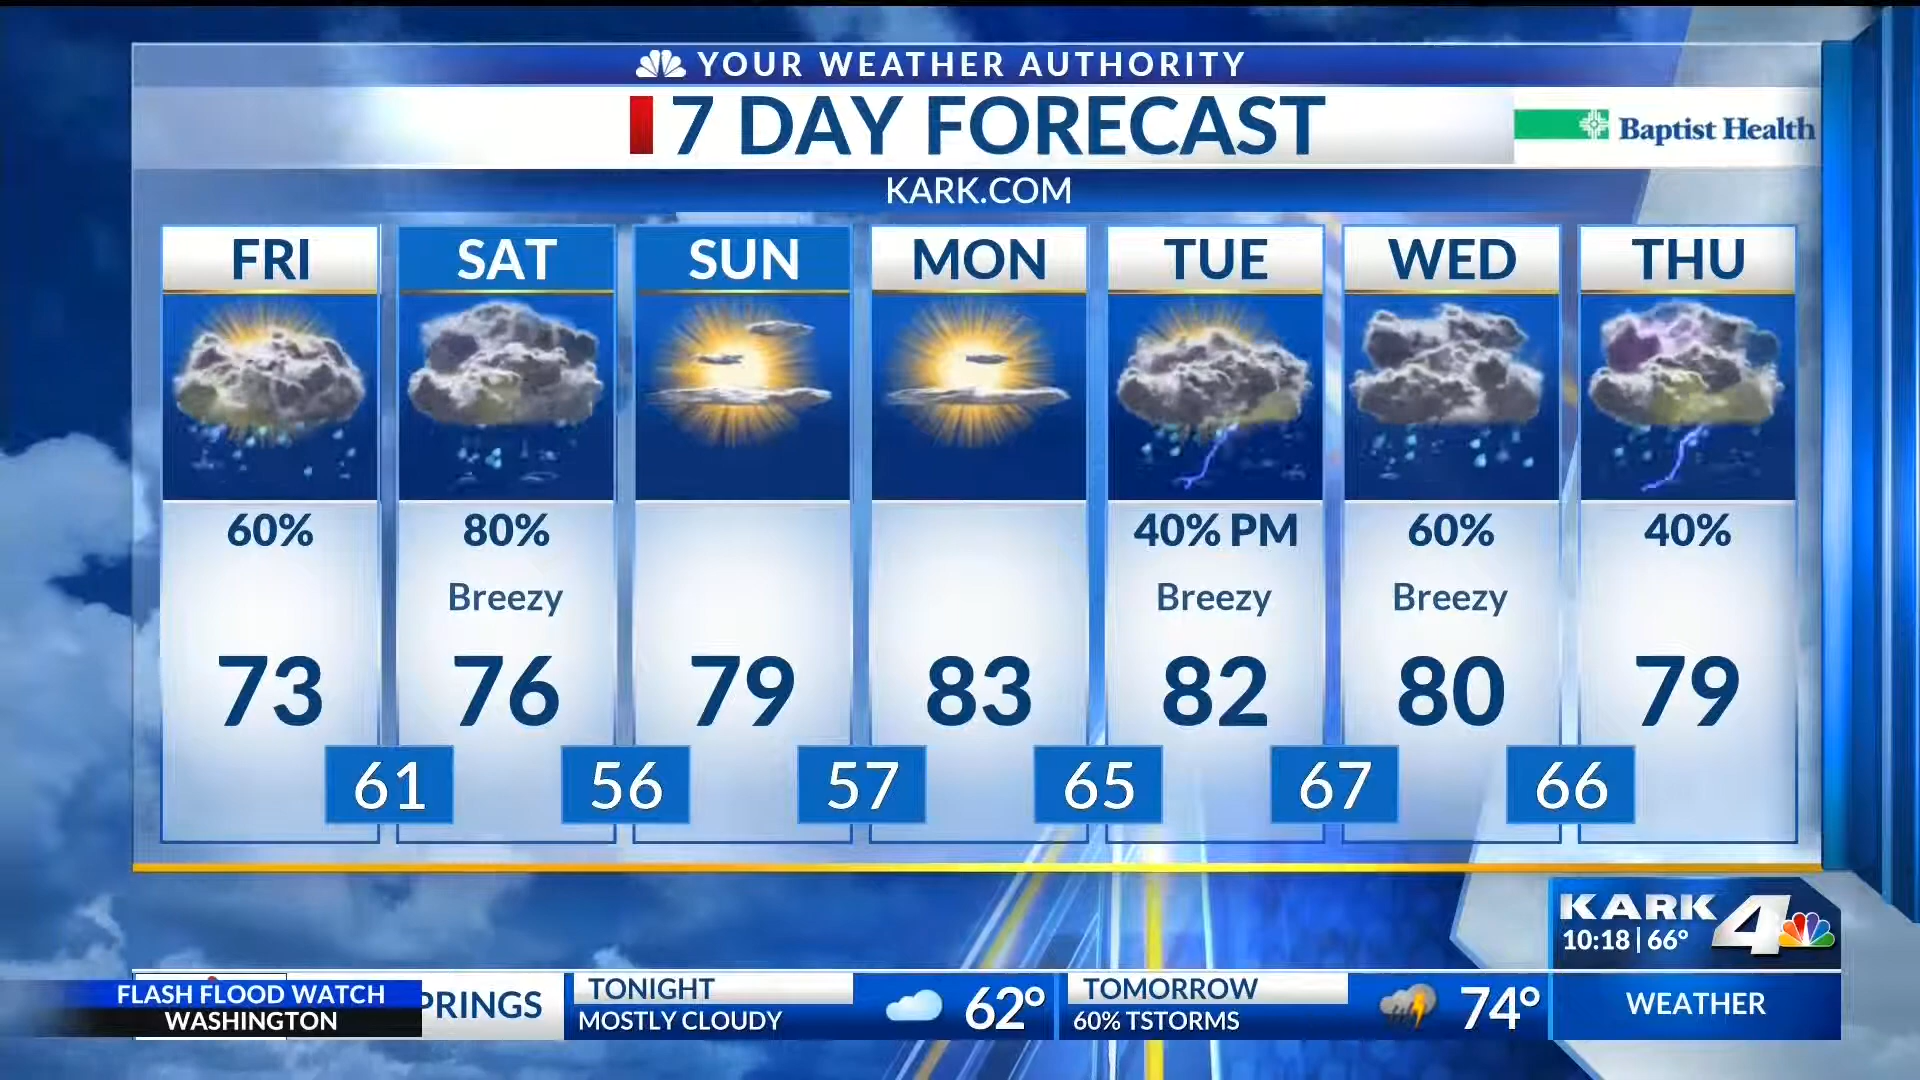 YOUR WEATHER AUTHORITY
7 DAY FORECAST
Baptist Health
KARK.COM
FRI SAT SUN MON TUE WED THU
60% 80% 40% PM 60% 40%
Breezy Breezy Breezy
73 76 79 83 82 80 79
61 56 57 65 67 66
KARK 4
10:18 | 66°
FLASH FLOOD WATCH
WASHINGTON
PRINGS
TONIGHT
MOSTLY CLOUDY
62°
TOMORROW
60% TSTORMS
74°
WEATHER